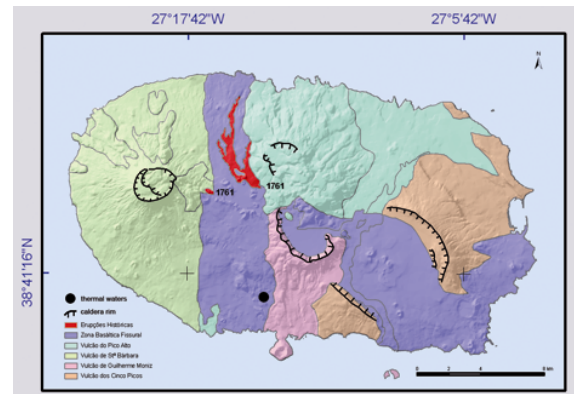 27°17'42"W 27°5'42"W
N
1761 1761
38°41'16"N
thermal waters
caldera rim
Erupções Históricas
Zona Basáltica Fissural
Vulcão do Pico Alto
Vulcão de Stª Bárbara
Vulcão de Guilherme Moniz
Vulcão dos Cinco Picos
0 2 4 8 km